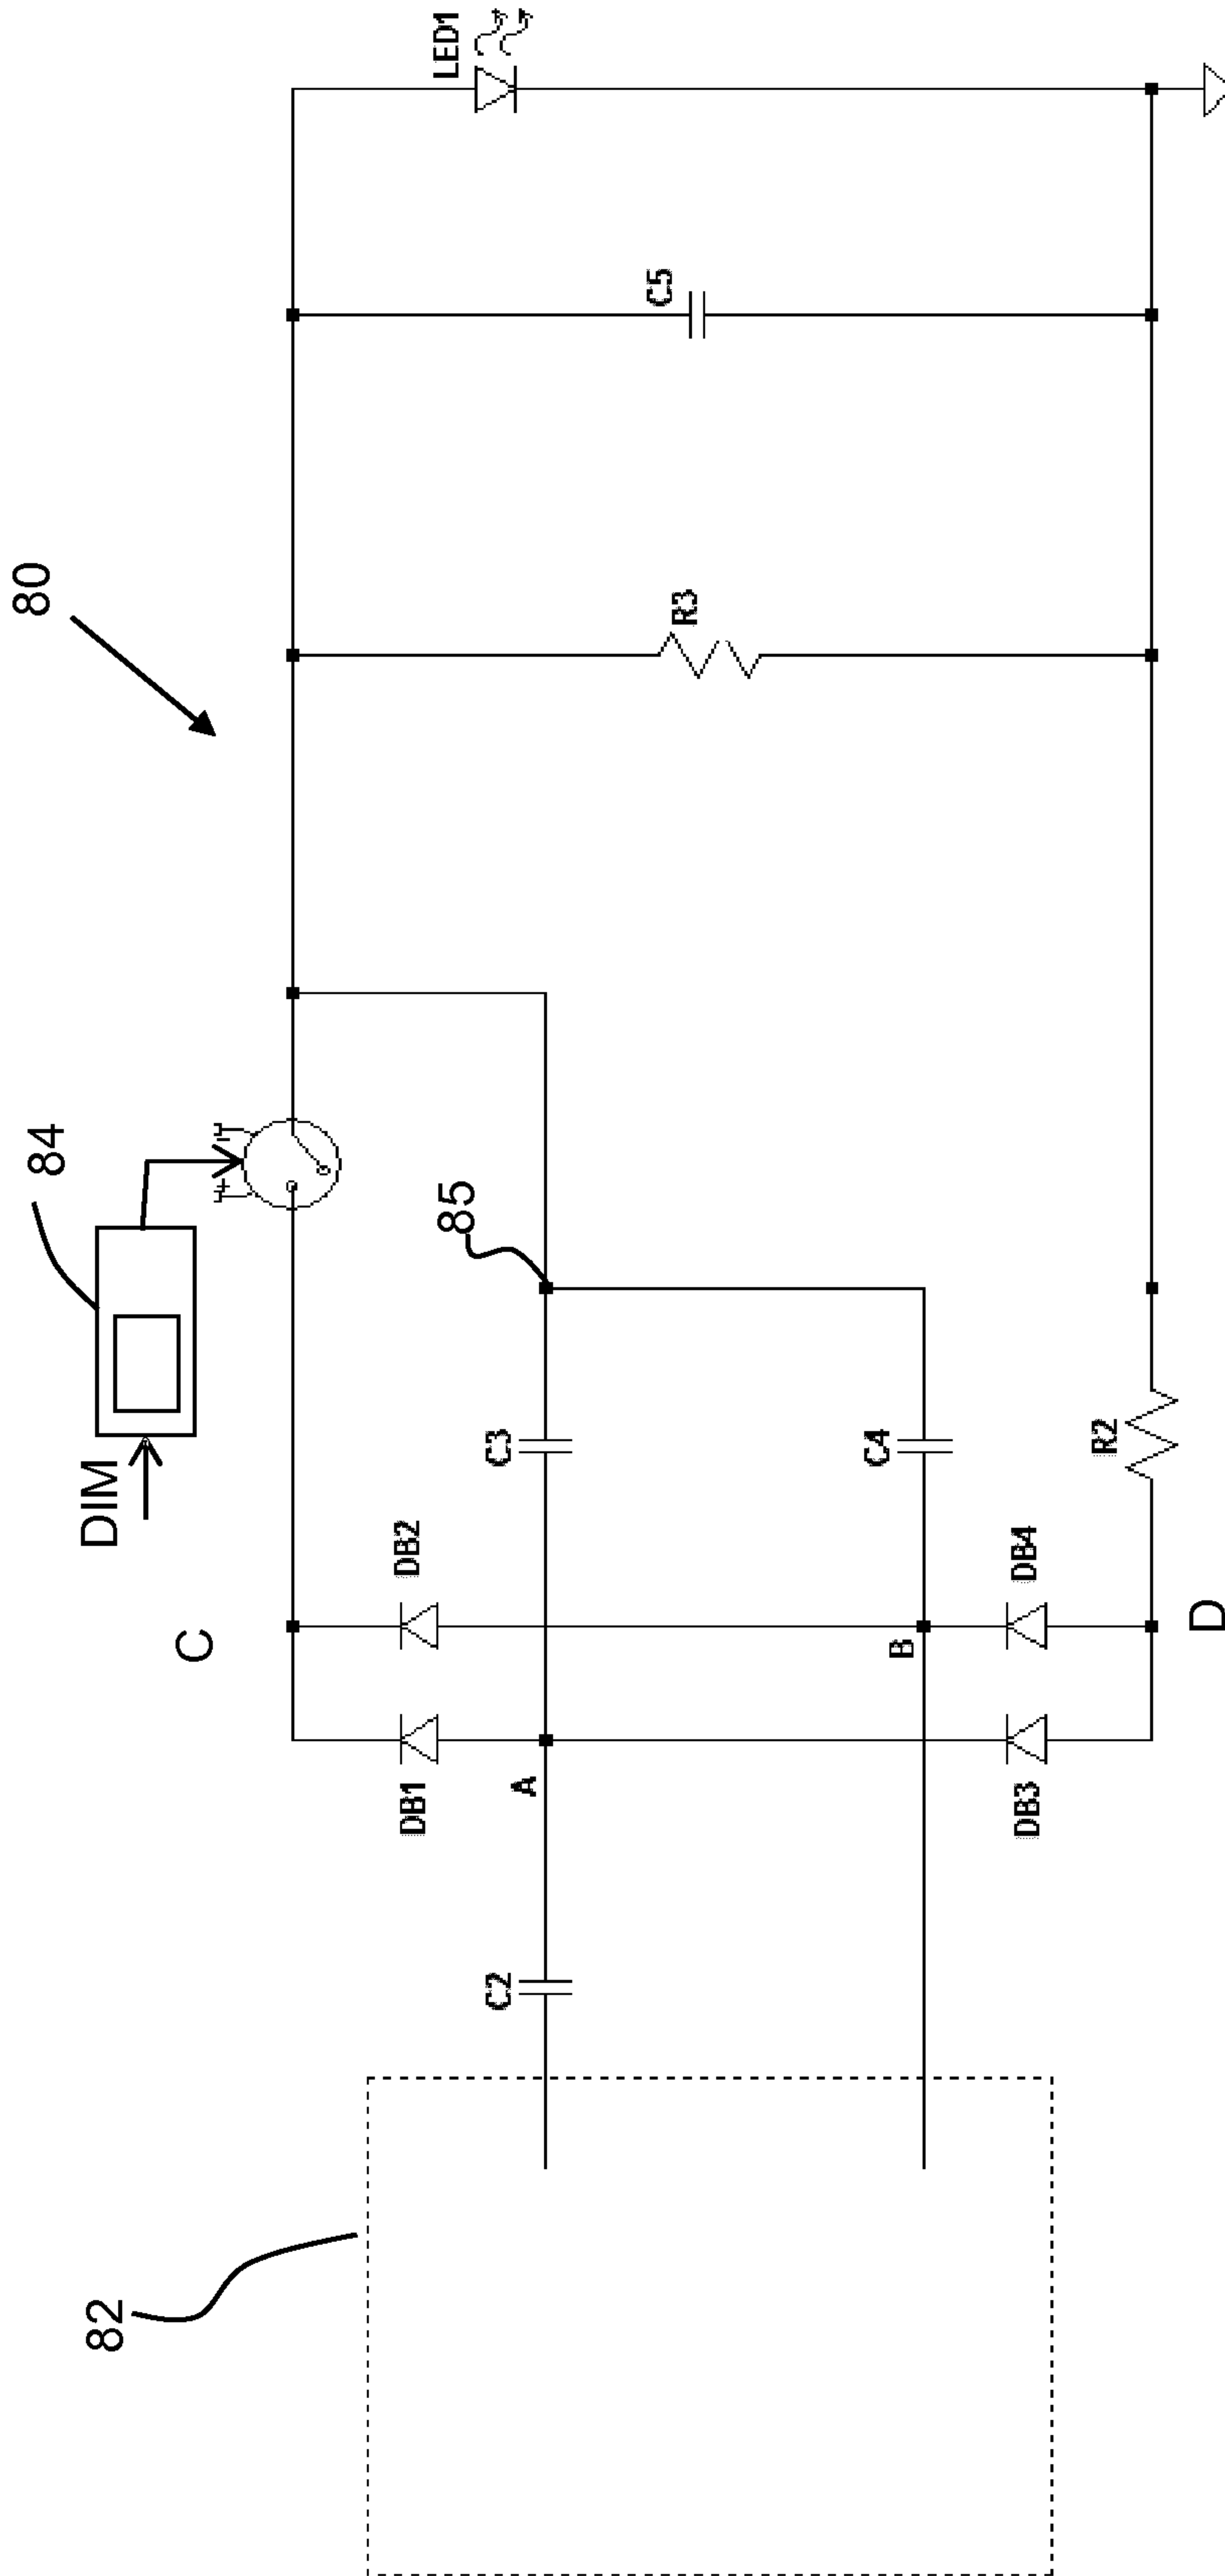 80
84
DIM
82
C
85
LED1
C5
R3
DB2
DB1
C3
C4
A
B
C2
DB4
DB3
R2
D
+
-